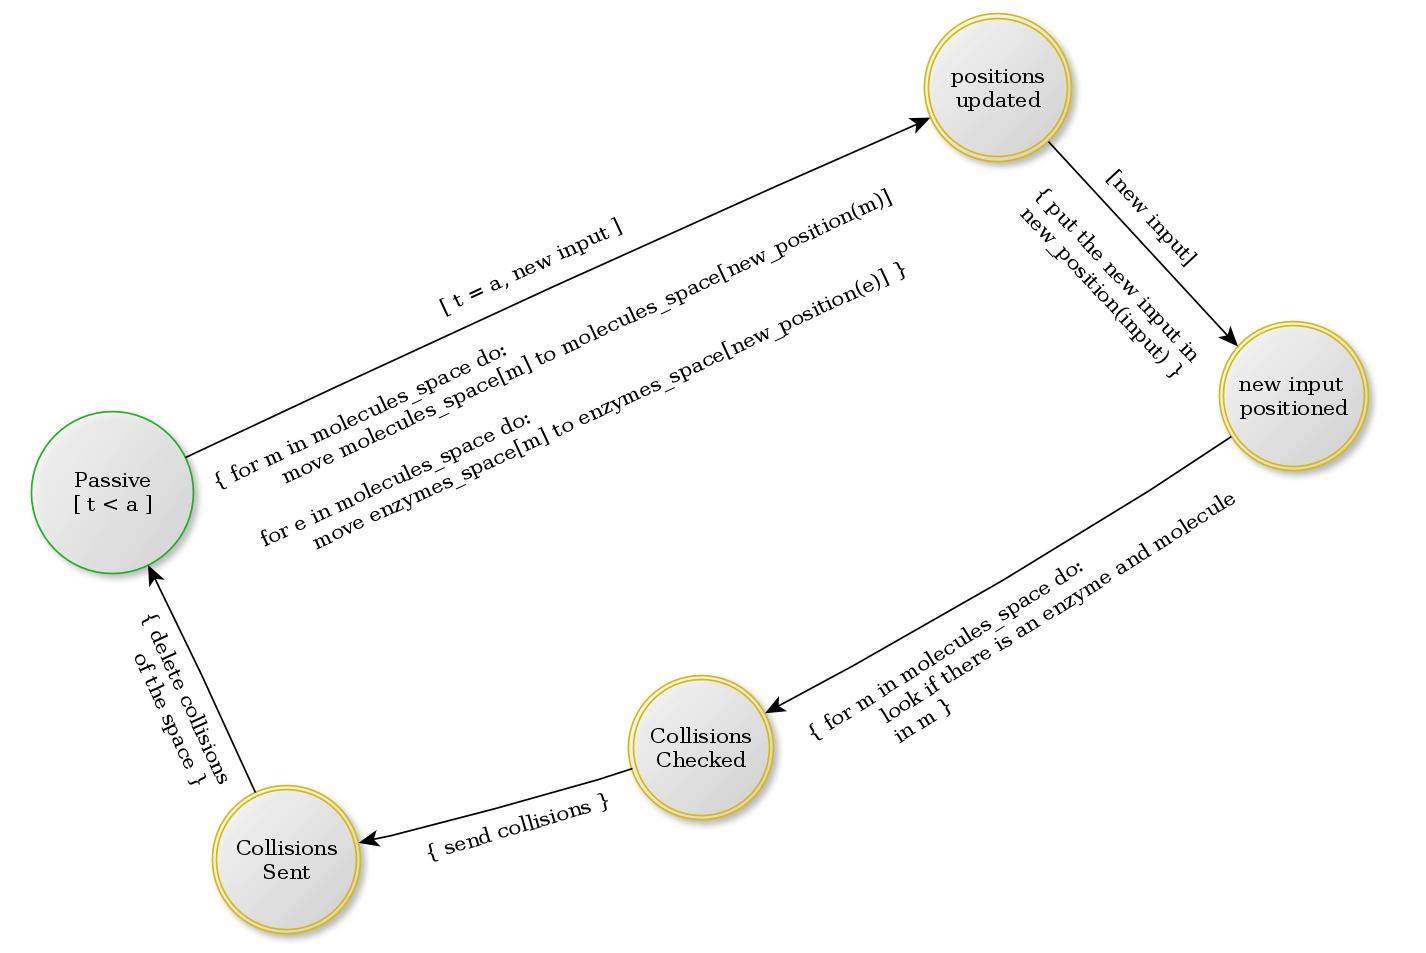 positions
updated
[ t = a, new input ]
[new input]
{ put the new input in
new_position(input) }
{ for m in molecules_space do:
move molecules_space[m] to molecules_space[new_position(m)]
for e in molecules_space do:
move enzymes_space[m] to enzymes_space[new_position(e)] }
new input
positioned
Passive
[ t < a ]
{ for m in molecules_space do:
look if there is an enzyme and molecule
in m }
{ delete collisions
of the space }
Collisions
Checked
{ send collisions }
Collisions
Sent